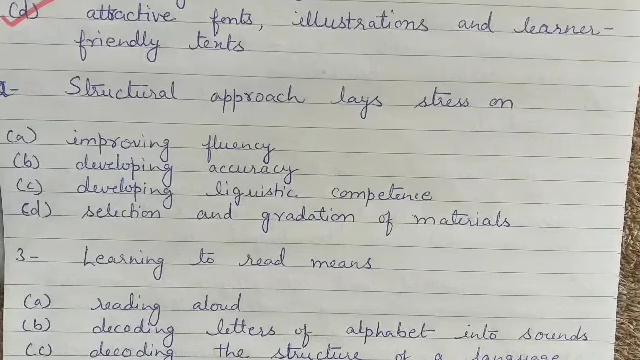 (d) attractive fonts, illustrations and learner-
friendly texts
Structural approach lays stress on
(a) improving fluency
(b) developing accuracy
(c) developing liguistic competence
(d) selection and gradation of materials
3- Learning to read means
(a) reading aloud
(b) decoding letters of alphabet into sounds
(c) decoding the structure of a language